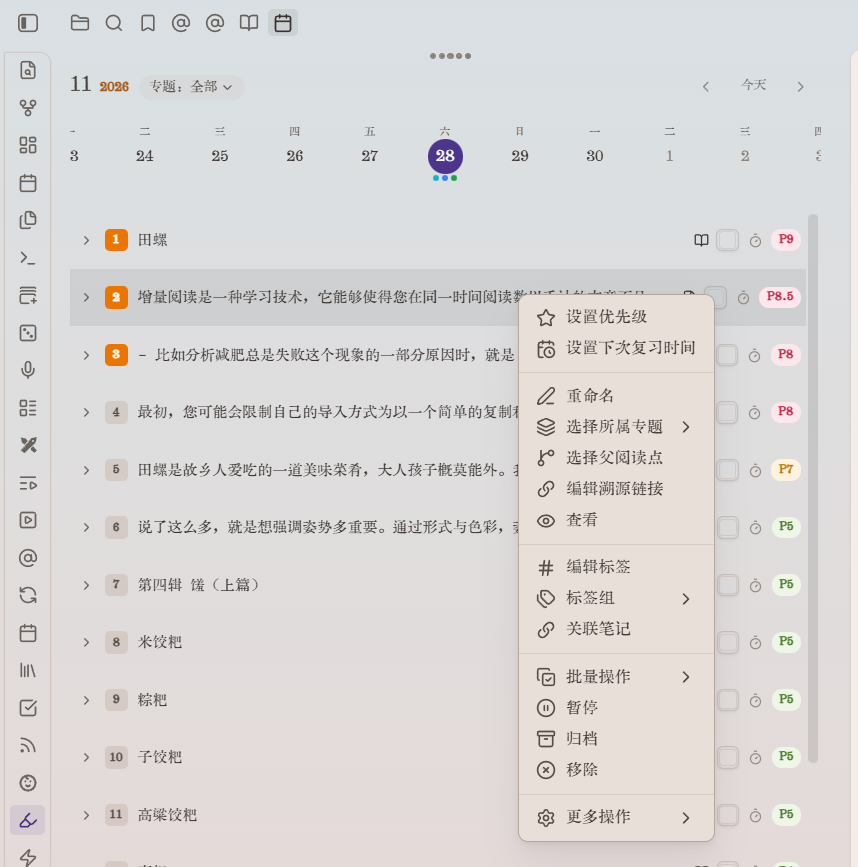 11 2026 专题：全部
今天
二 三 四 五 六 日 一 二 三
3 24 25 26 27 28 29 30 1 2
1 田螺 P9
2 增量阅读是一种学习技术，它能够使得您在同一时间阅读数 P8.5
3 - 比如分析减肥总是失败这个现象的一部分原因时，就是 P8
4 最初，您可能会限制自己的导入方式为以一个简单的复制 P8
5 田螺是故乡人爱吃的一道美味菜肴，大人孩子概莫能外。 P7
6 说了这么多，就是想强调姿势多重要。通过形式与色彩， P5
7 第四辑 馐（上篇） P5
8 米饺粑 P5
9 粽粑 P5
10 子饺粑 P5
11 高粱饺粑 P5
设置优先级
设置下次复习时间
重命名
选择所属专题
选择父阅读点
编辑溯源链接
查看
编辑标签
标签组
关联笔记
批量操作
暂停
归档
移除
更多操作